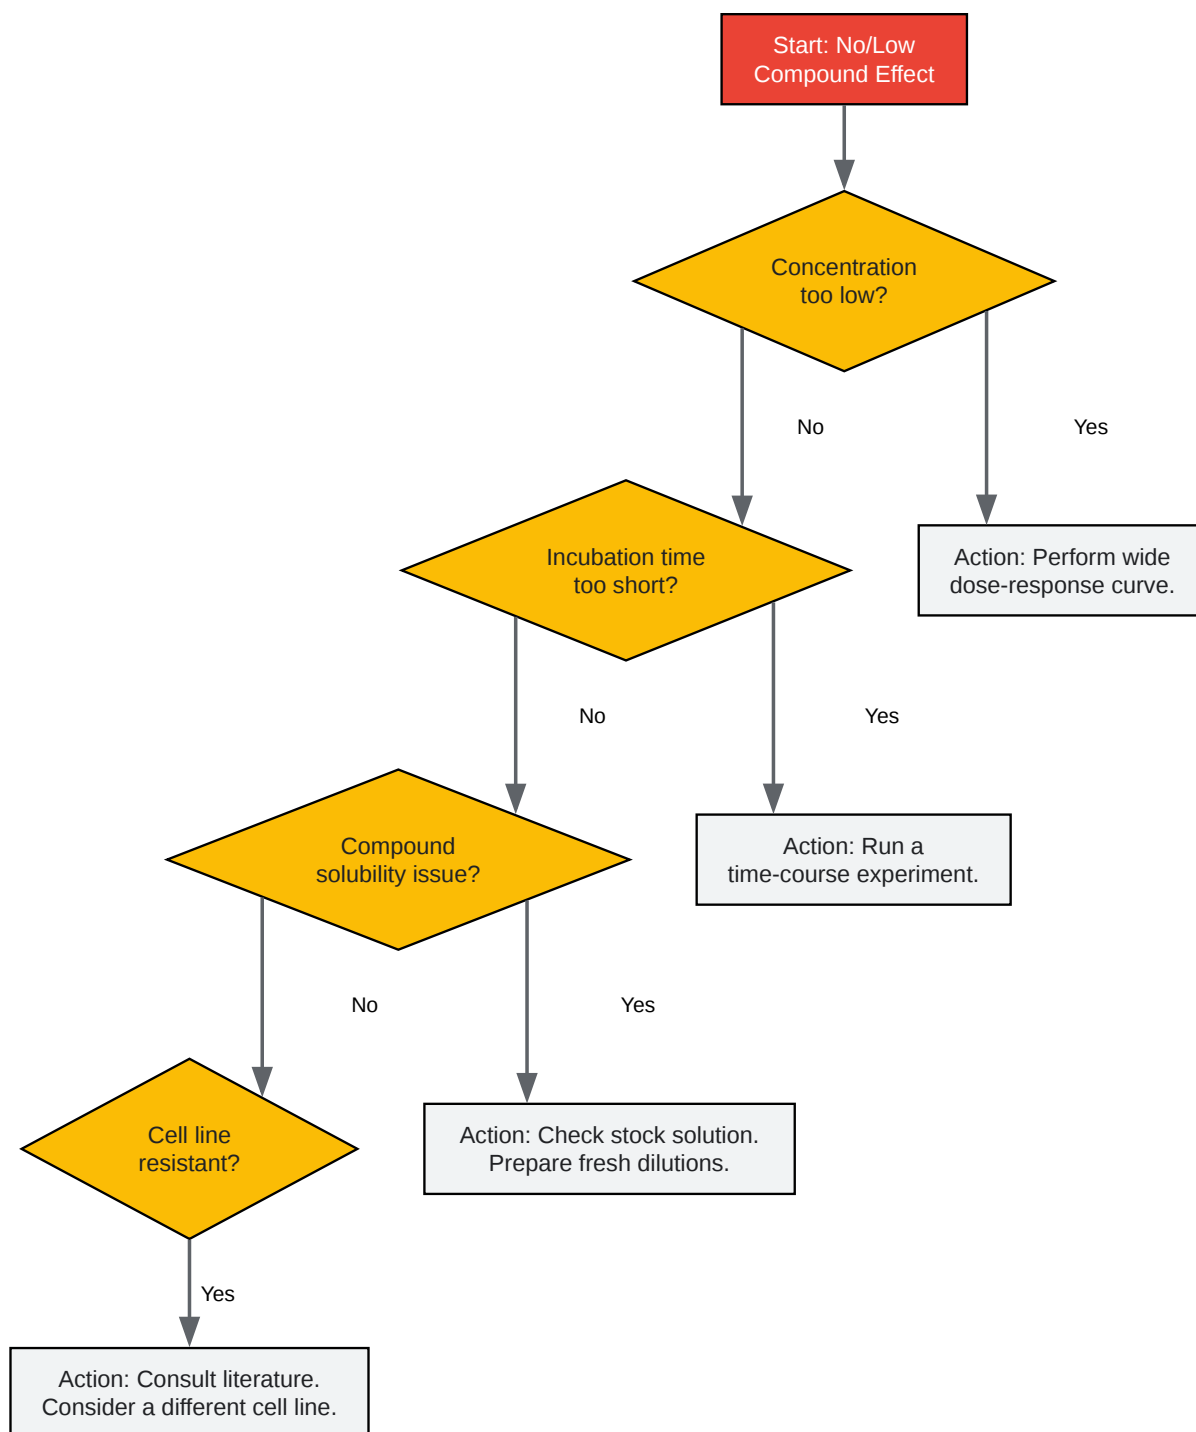 Start: No/Low
Compound Effect
Concentration
too low?
No
Yes
Incubation time
too short?
Action: Perform wide
dose-response curve.
No
Yes
Compound
solubility issue?
Action: Run a
time-course experiment.
No
Yes
Cell line
resistant?
Action: Check stock solution.
Prepare fresh dilutions.
Yes
Action: Consult literature.
Consider a different cell line.